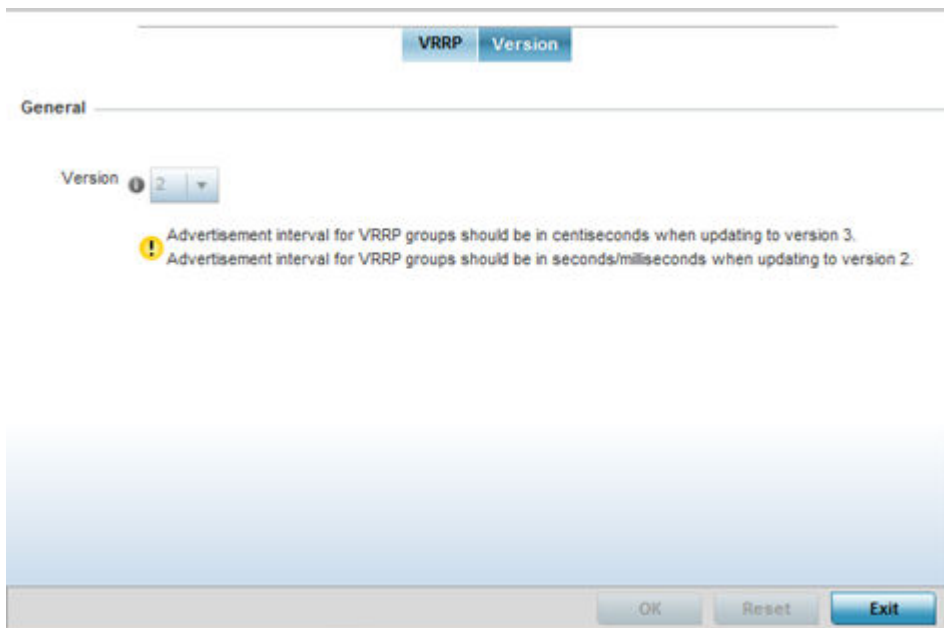 VRRP Version
General
Version 2
Advertisement interval for VRRP groups should be in centiseconds when updating to version 3.
Advertisement interval for VRRP groups should be in seconds/milliseconds when updating to version 2.
OK Reset Exit